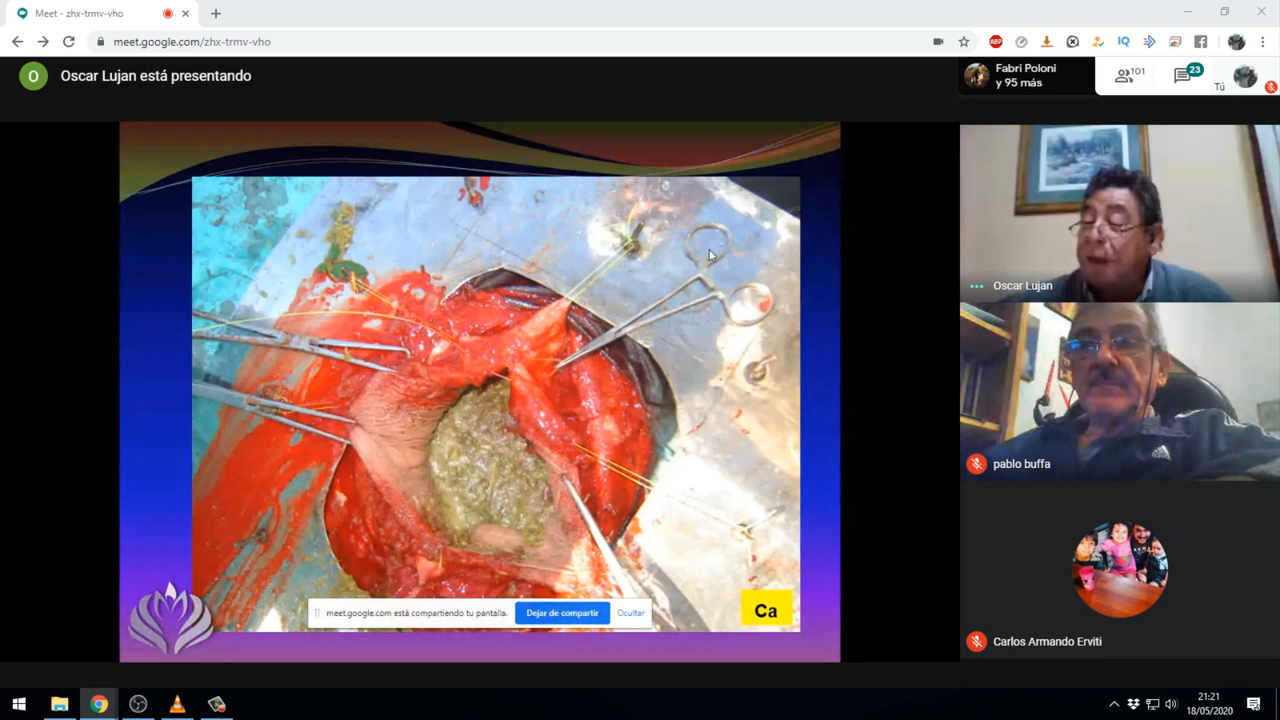 Meet - zhx-trmv-vho
meet.google.com/zhx-trmv-vho
ABP
IQ
O
Oscar Lujan está presentando
Fabri Poloni
y 95 más
101
23
Tú
Oscar Lujan
pablo buffa
Carlos Armando Erviti
meet.google.com está compartiendo tu pantalla.
Dejar de compartir
Ocultar
Ca
21:21
18/05/2020